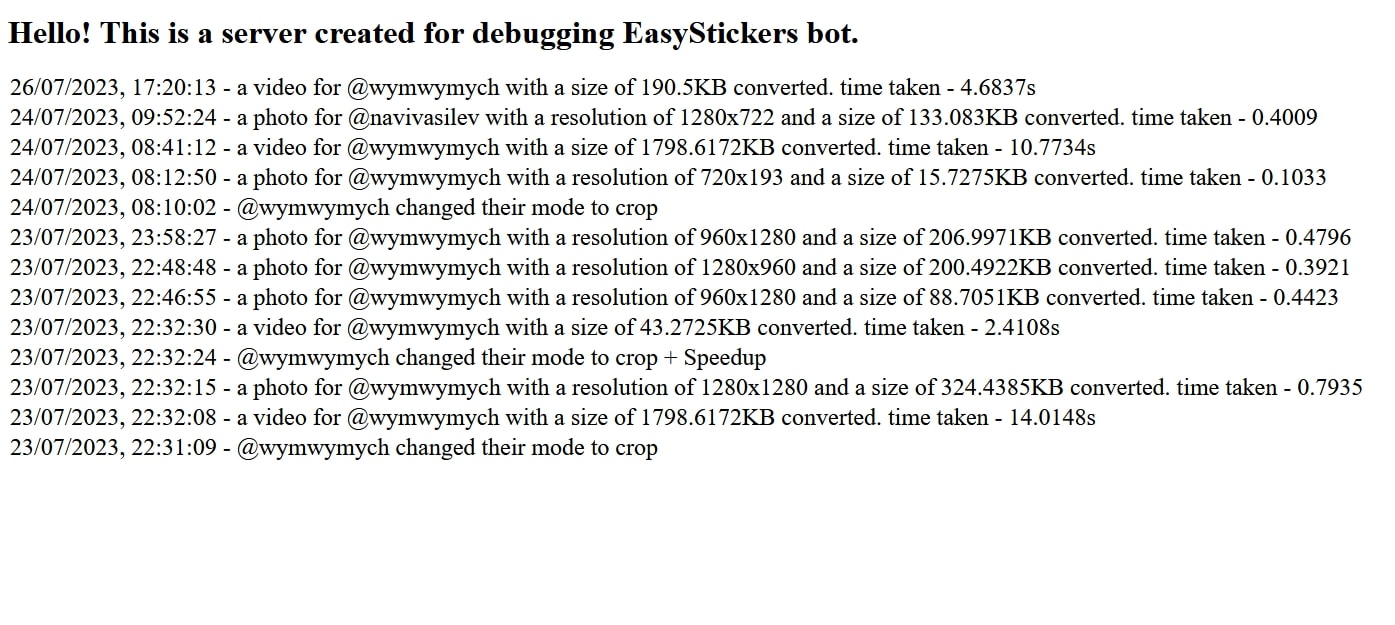 Hello! This is a server created for debugging EasyStickers bot.
26/07/2023, 17:20:13 - a video for @wymwymych with a size of 190.5KB converted. time taken - 4.6837s
24/07/2023, 09:52:24 - a photo for @navivasilev with a resolution of 1280x722 and a size of 133.083KB converted. time taken - 0.4009
24/07/2023, 08:41:12 - a video for @wymwymych with a size of 1798.6172KB converted. time taken - 10.7734s
24/07/2023, 08:12:50 - a photo for @wymwymych with a resolution of 720x193 and a size of 15.7275KB converted. time taken - 0.1033
24/07/2023, 08:10:02 - @wymwymych changed their mode to crop
23/07/2023, 23:58:27 - a photo for @wymwymych with a resolution of 960x1280 and a size of 206.9971KB converted. time taken - 0.4796
23/07/2023, 22:48:48 - a photo for @wymwymych with a resolution of 1280x960 and a size of 200.4922KB converted. time taken - 0.3921
23/07/2023, 22:46:55 - a photo for @wymwymych with a resolution of 960x1280 and a size of 88.7051KB converted. time taken - 0.4423
23/07/2023, 22:32:30 - a video for @wymwymych with a size of 43.2725KB converted. time taken - 2.4108s
23/07/2023, 22:32:24 - @wymwymych changed their mode to crop + Speedup
23/07/2023, 22:32:15 - a photo for @wymwymych with a resolution of 1280x1280 and a size of 324.4385KB converted. time taken - 0.7935
23/07/2023, 22:32:08 - a video for @wymwymych with a size of 1798.6172KB converted. time taken - 14.0148s
23/07/2023, 22:31:09 - @wymwymych changed their mode to crop